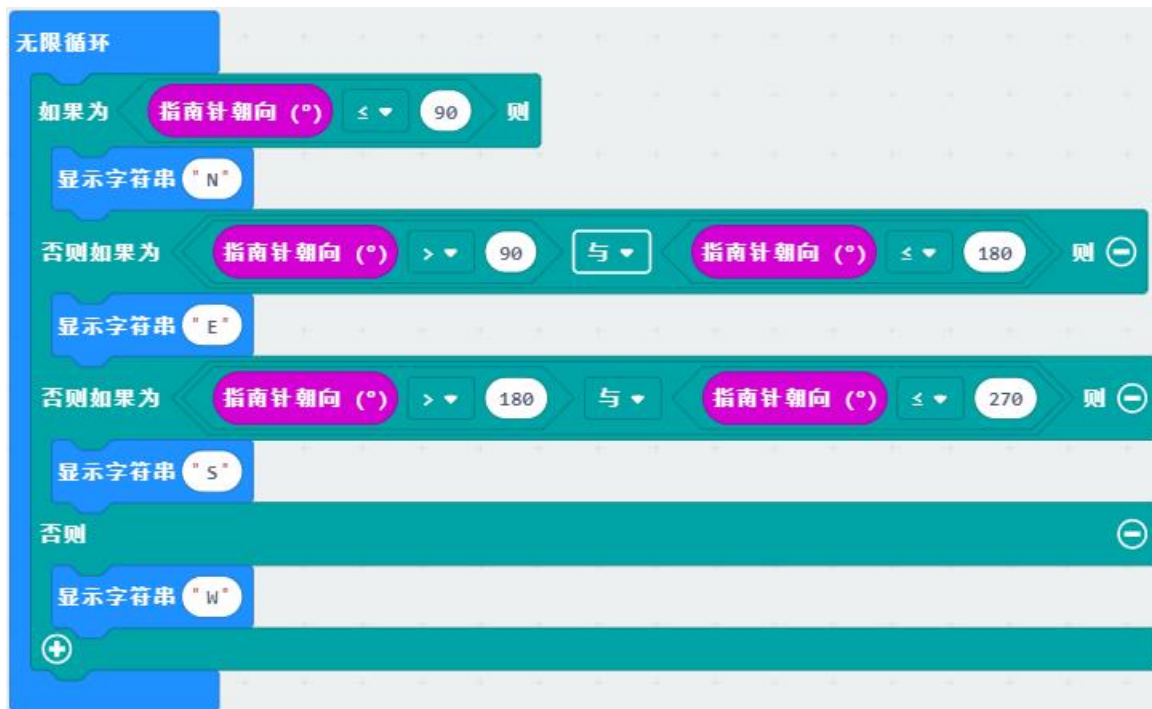 无限循环
如果为 指南针朝向 (°) ≤ 90 则
显示字符串 "N"
否则如果为 指南针朝向 (°) > 90 与 指南针朝向 (°) ≤ 180 则
显示字符串 "E"
否则如果为 指南针朝向 (°) > 180 与 指南针朝向 (°) ≤ 270 则
显示字符串 "S"
否则
显示字符串 "W"